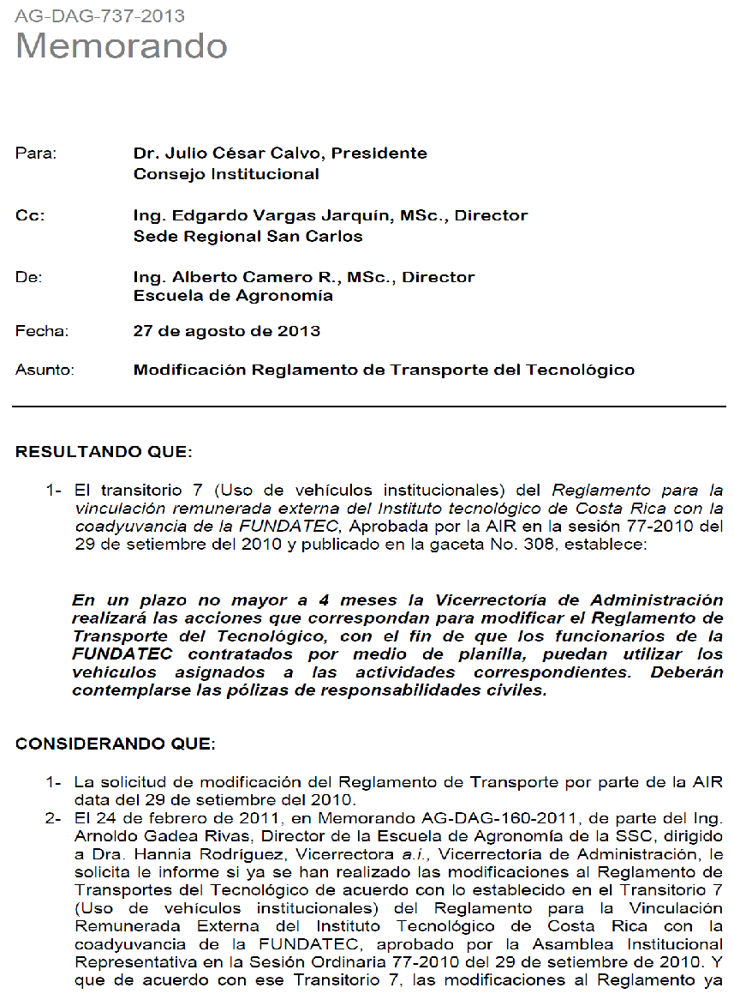 AG-DAG-737-2013
Memorando
Para: Dr. Julio César Calvo, Presidente
Consejo Institucional
Cc: Ing. Edgardo Vargas Jarquín, MSc., Director
Sede Regional San Carlos
De: Ing. Alberto Camero R., MSc., Director
Escuela de Agronomía
Fecha: 27 de agosto de 2013
Asunto: Modificación Reglamento de Transporte del Tecnológico
RESULTANDO QUE:
1- El transitorio 7 (Uso de vehículos institucionales) del Reglamento para la
vinculación remunerada externa del Instituto tecnológico de Costa Rica con la
coadyuvancia de la FUNDATEC, Aprobada por la AIR en la sesión 77-2010 del
29 de setiembre del 2010 y publicado en la gaceta No. 308, establece:
En un plazo no mayor a 4 meses la Vicerrectoría de Administración
realizará las acciones que correspondan para modificar el Reglamento de
Transporte del Tecnológico, con el fin de que los funcionarios de la
FUNDATEC contratados por medio de planilla, puedan utilizar los
vehículos asignados a las actividades correspondientes. Deberán
contemplarse las pólizas de responsabilidades civiles.
CONSIDERANDO QUE:
1- La solicitud de modificación del Reglamento de Transporte por parte de la AIR
data del 29 de setiembre del 2010.
2- El 24 de febrero de 2011, en Memorando AG-DAG-160-2011, de parte del Ing.
Arnoldo Gadea Rivas, Director de la Escuela de Agronomía de la SSC, dirigido
a Dra. Hannia Rodríguez, Vicerrectora a.i., Vicerrectoría de Administración, le
solicita le informe si ya se han realizado las modificaciones al Reglamento de
Transportes del Tecnológico de acuerdo con lo establecido en el Transitorio 7
(Uso de vehículos institucionales) del Reglamento para la Vinculación
Remunerada Externa del Instituto Tecnológico de Costa Rica con la
coadyuvancia de la FUNDATEC, aprobado por la Asamblea Institucional
Representativa en la Sesión Ordinaria 77-2010 del 29 de setiembre de 2010. Y
que de acuerdo con ese Transitorio 7, las modificaciones al Reglamento ya